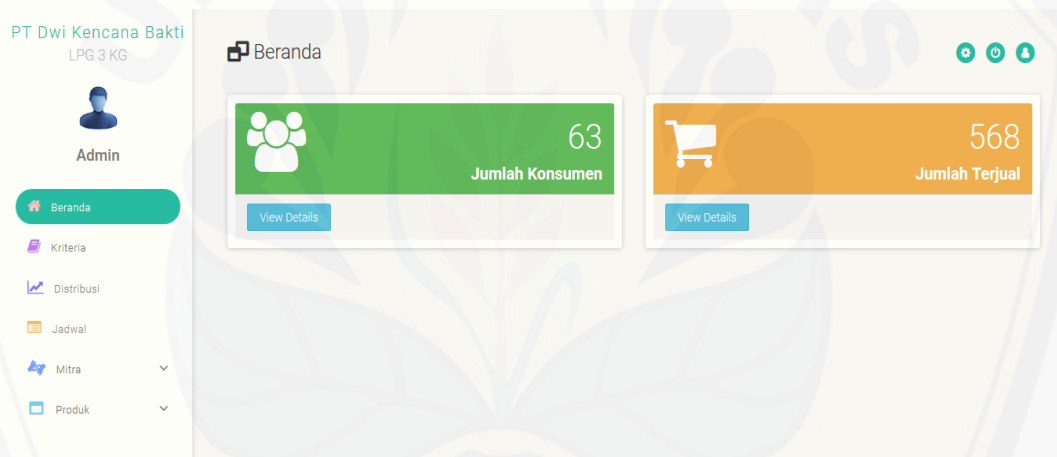 PT Dwi Kencana Bakti
LPG 3 KG
Admin
Beranda
Kriteria
Distribusi
Jadwal
Mitra
Produk
Beranda
63
Jumlah Konsumen
View Details
568
Jumlah Terjual
View Details